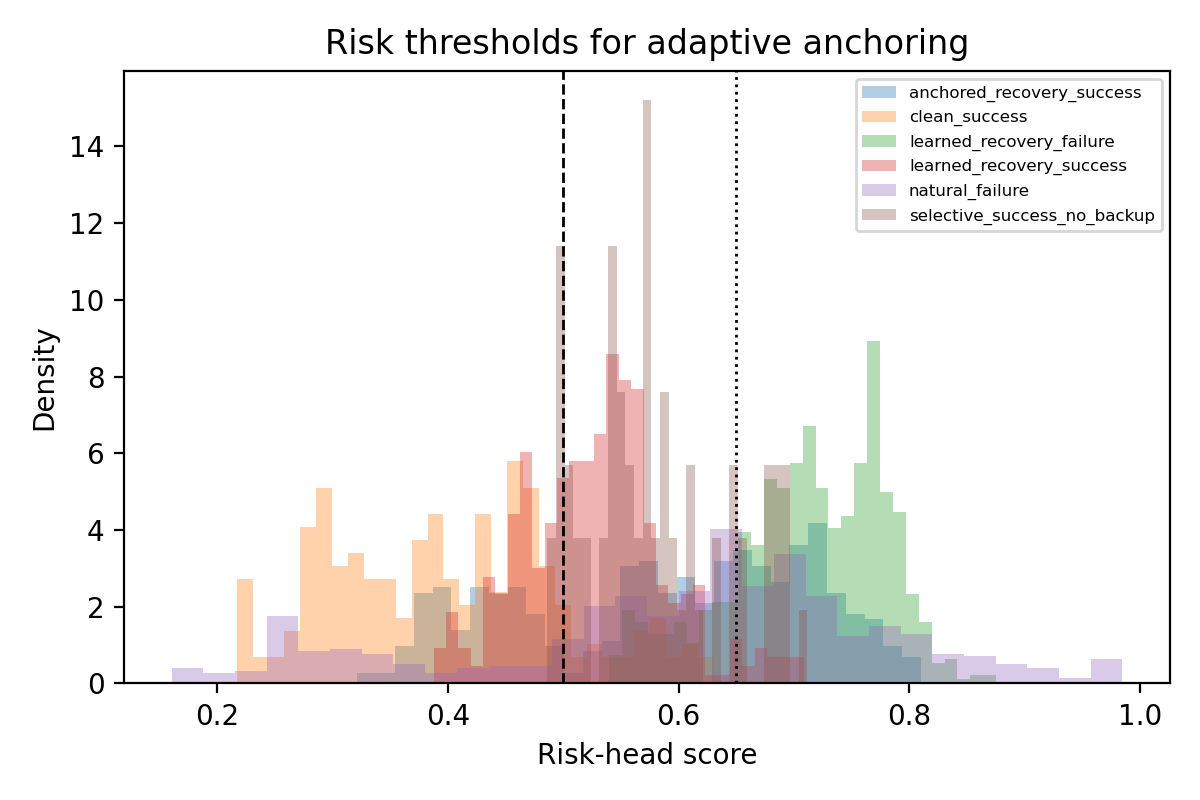 Risk thresholds for adaptive anchoring
anchored_recovery_success
clean_success
learned_recovery_failure
learned_recovery_success
natural_failure
selective_success_no_backup
Density
14
12
10
8
6
4
2
0
0.2
0.4
0.6
0.8
1.0
Risk-head score